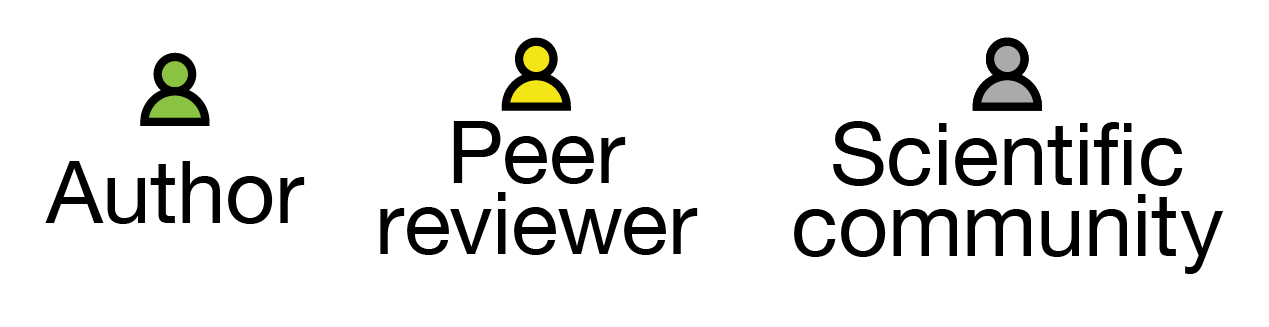 Author
Peer
reviewer
Scientific
community